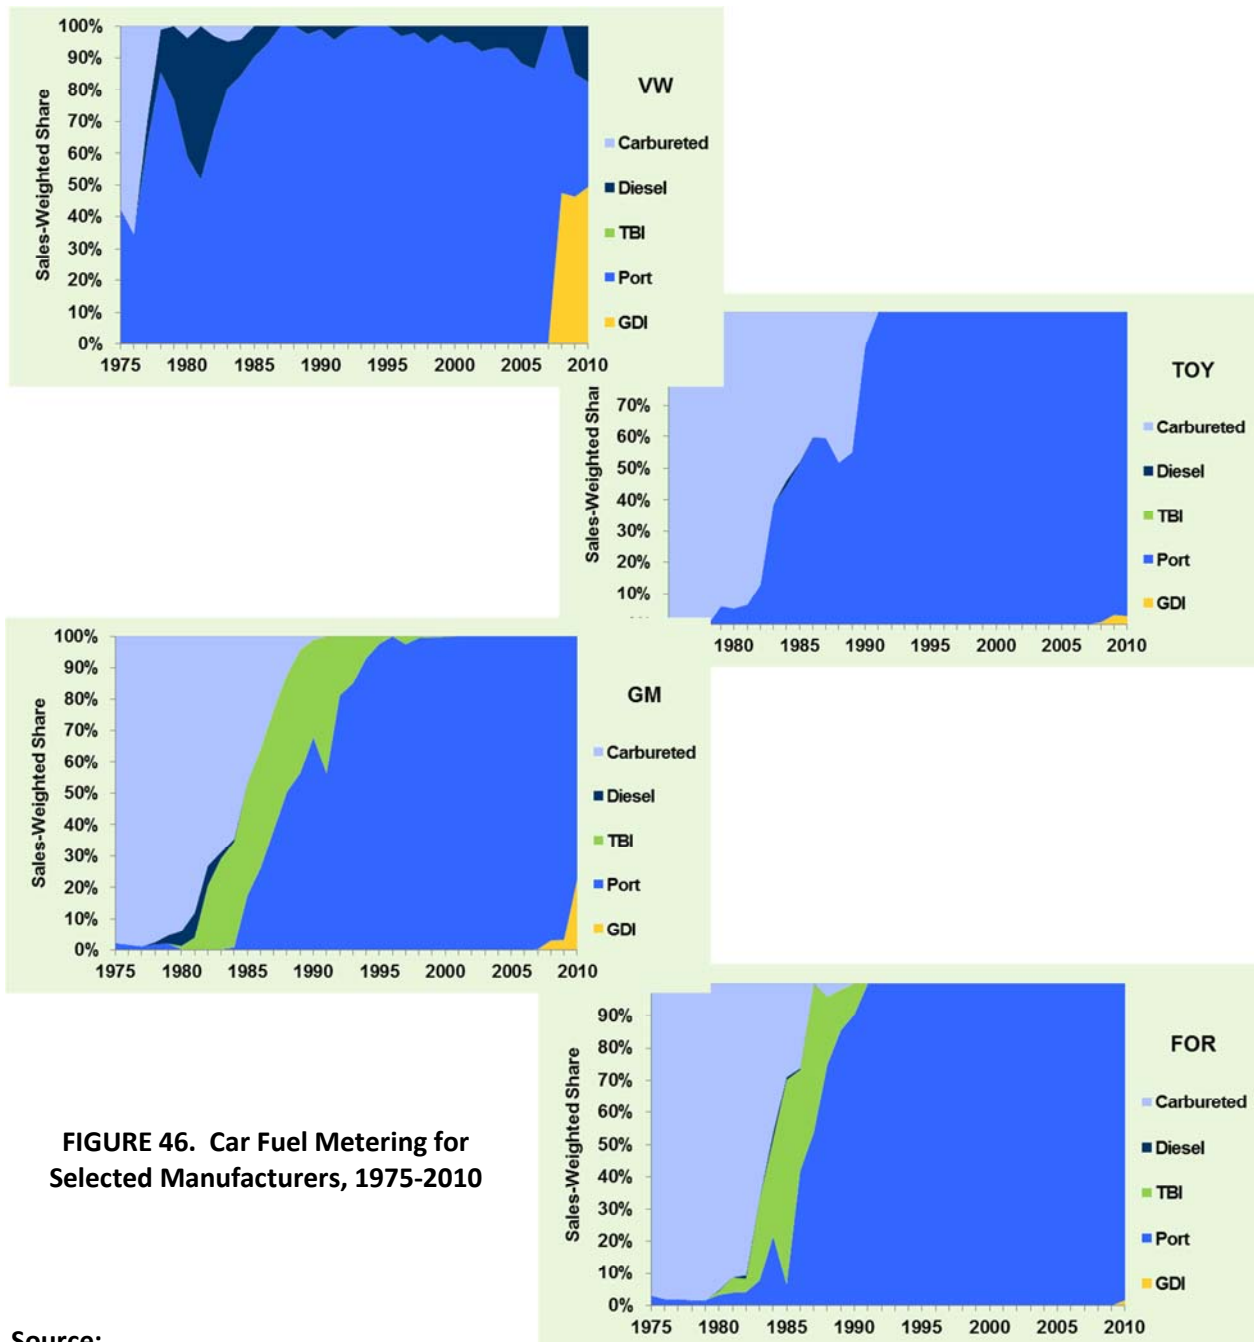 100%
90%
80%
70%
60%
50%
40%
30%
20%
10%
0%
Sales-Weighted Share
1975 1980 1985 1990 1995 2000 2005 2010
VW
Carbureted
Diesel
TBI
Port
GDI
70%
60%
50%
40%
30%
20%
10%
Sales-Weighted
1980 1985 1990 1995 2000 2005 2010
TOY
Carbureted
Diesel
TBI
Port
GDI
100%
90%
80%
70%
60%
50%
40%
30%
20%
10%
0%
Sales-Weighted Share
1975 1980 1985 1990 1995 2000 2005 2010
GM
Carbureted
Diesel
TBI
Port
GDI
90%
80%
70%
60%
50%
40%
30%
20%
10%
0%
Sales-Weighted Share
1975 1980 1985 1990 1995 2000 2005 2010
FOR
Carbureted
Diesel
TBI
Port
GDI
FIGURE 46. Car Fuel Metering for
Selected Manufacturers, 1975-2010
Source: